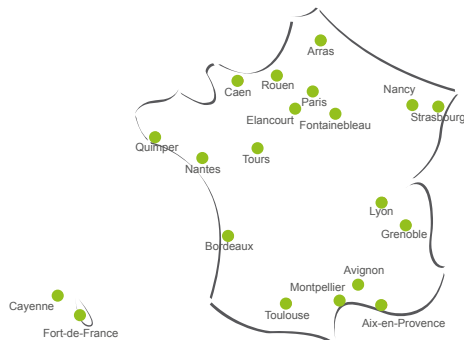 Arras
Rouen
Caen
Paris
Nancy
Elancourt
Fontainebleau
Strasbourg
Quimper
Tours
Nantes
Lyon
Grenoble
Bordeaux
Avignon
Montpellier
Cayenne
Toulouse
Aix-en-Provence
Fort-de-France